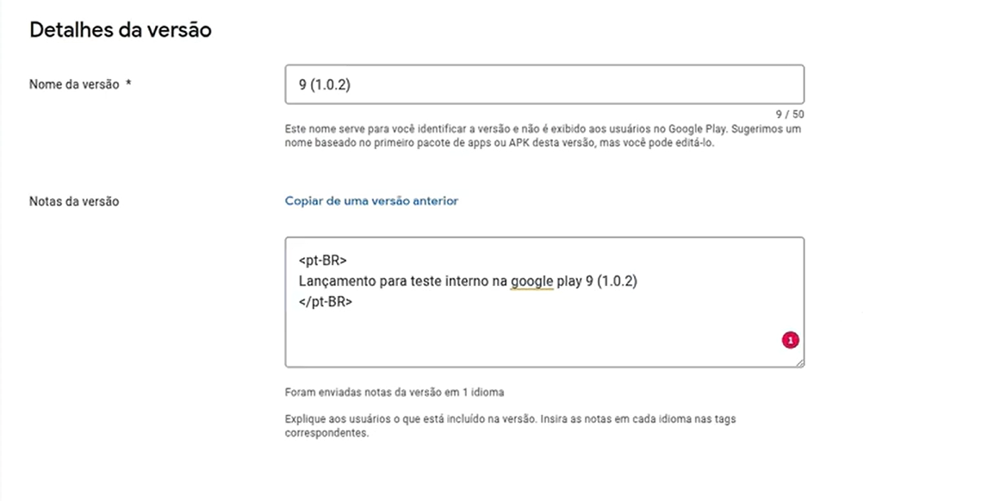 Detalhes da versão
Nome da versão *
9 (1.0.2)
9 / 50
Este nome serve para você identificar a versão e não é exibido aos usuários no Google Play. Sugerimos um
nome baseado no primeiro pacote de apps ou APK desta versão, mas você pode editá-lo.
Notas da versão
Copiar de uma versão anterior
<pt-BR>
Lançamento para teste interno na google play 9 (1.0.2)
</pt-BR>
1
Foram enviadas notas da versão em 1 idioma
Explique aos usuários o que está incluído na versão. Insira as notas em cada idioma nas tags
correspondentes.